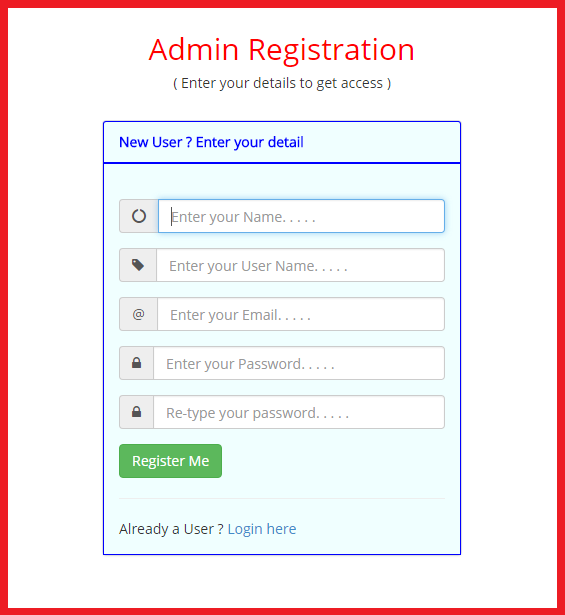 Admin Registration
( Enter your details to get access )
New User ? Enter your detail
Enter your Name. . . . .
Enter your User Name. . . . .
@ Enter your Email. . . . .
Enter your Password. . . . .
Re-type your password. . . . .
Register Me
Already a User ? Login here